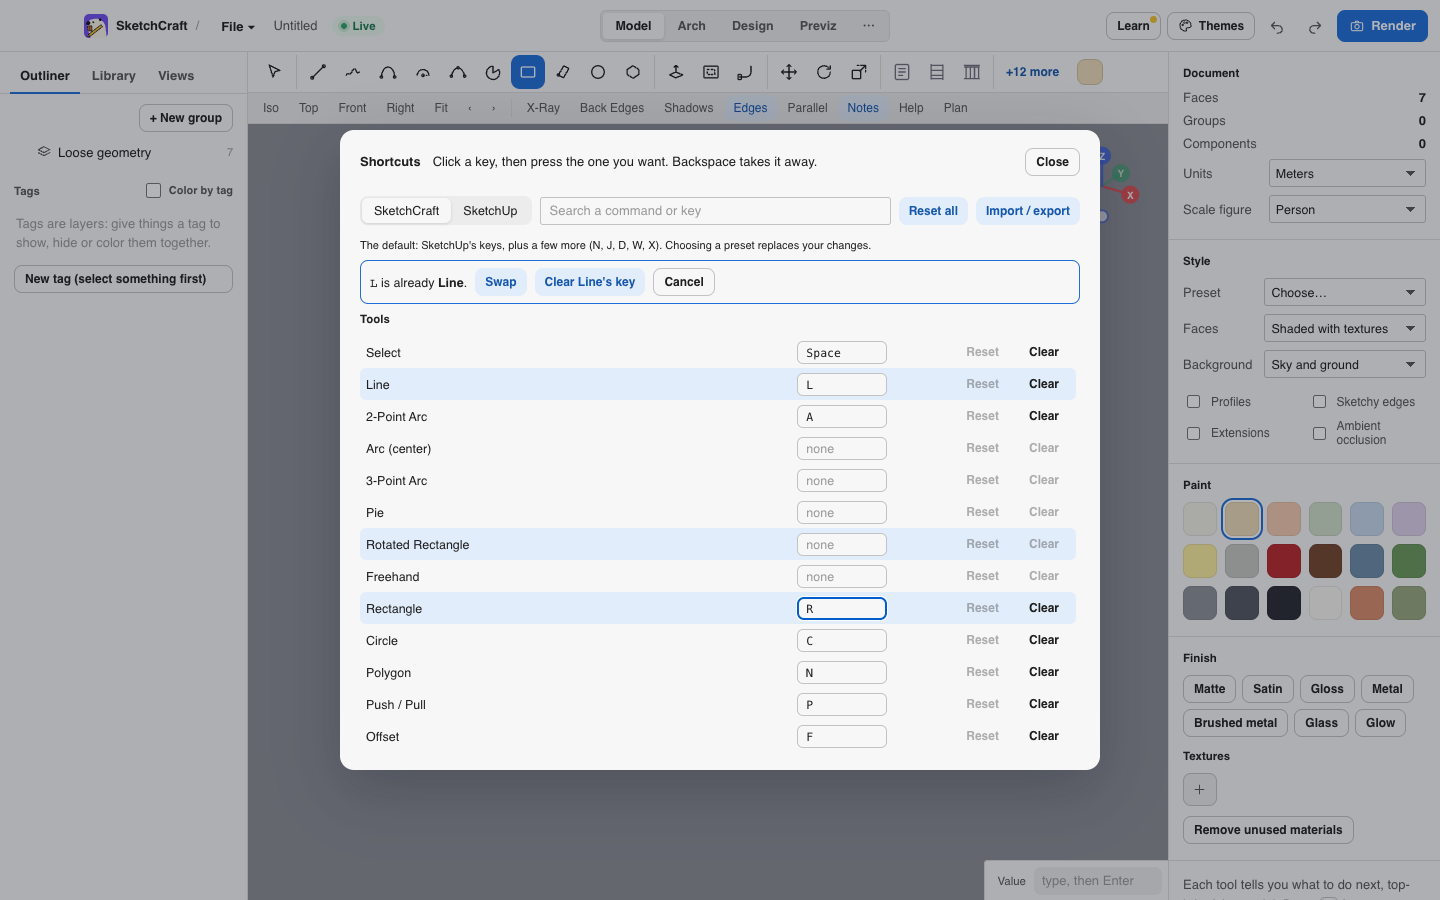 SketchCraft / File Untitled Live Model Arch Design Previz ··· Learn Themes Render
Outliner Library Views
+12 more
Iso Top Front Right Fit ‹ › X-Ray Back Edges Shadows Edges Parallel Notes Help Plan
+ New group
Loose geometry 7
Tags Color by tag
Tags are layers: give things a tag to
show, hide or color them together.
New tag (select something first)
Z
Y
X
Shortcuts Click a key, then press the one you want. Backspace takes it away. Close
SketchCraft SketchUp Search a command or key Reset all Import / export
The default: SketchUp's keys, plus a few more (N, J, D, W, X). Choosing a preset replaces your changes.
L is already Line. Swap Clear Line's key Cancel
Tools
Select Space Reset Clear
Line L Reset Clear
2-Point Arc A Reset Clear
Arc (center) none Reset Clear
3-Point Arc none Reset Clear
Pie none Reset Clear
Rotated Rectangle none Reset Clear
Freehand none Reset Clear
Rectangle R Reset Clear
Circle C Reset Clear
Polygon N Reset Clear
Push / Pull P Reset Clear
Offset F Reset Clear
Value type, then Enter
Document
Faces 7
Groups 0
Components 0
Units Meters
Scale figure Person
Style
Preset Choose…
Faces Shaded with textures
Background Sky and ground
Profiles Sketchy edges
Extensions Ambient
occlusion
Paint
Finish
Matte Satin Gloss Metal
Brushed metal Glass Glow
Textures
+
Remove unused materials
Each tool tells you what to do next, top-